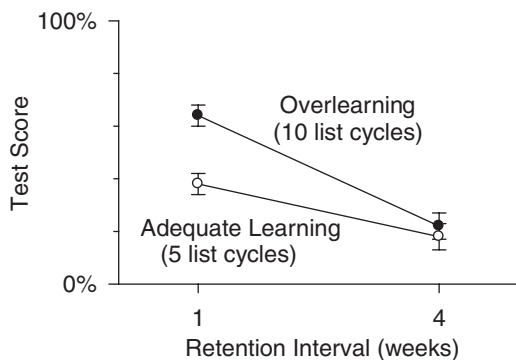 100%
Test Score
Overlearning
(10 list cycles)
Adequate Learning
(5 list cycles)
0%
1
4
Retention Interval (weeks)